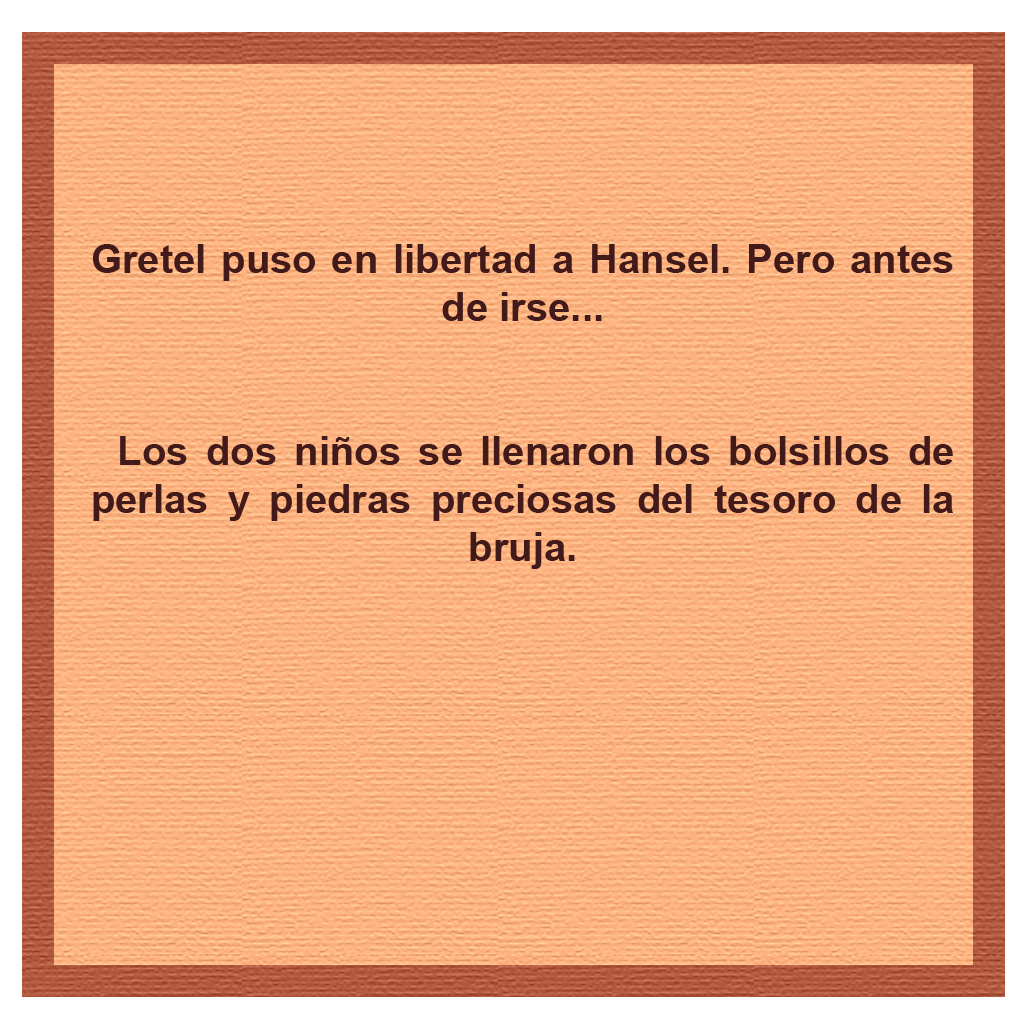 Gretel puso en libertad a Hansel. Pero antes
de irse...
Los dos niños se llenaron los bolsillos de
perlas y piedras preciosas del tesoro de la
bruja.